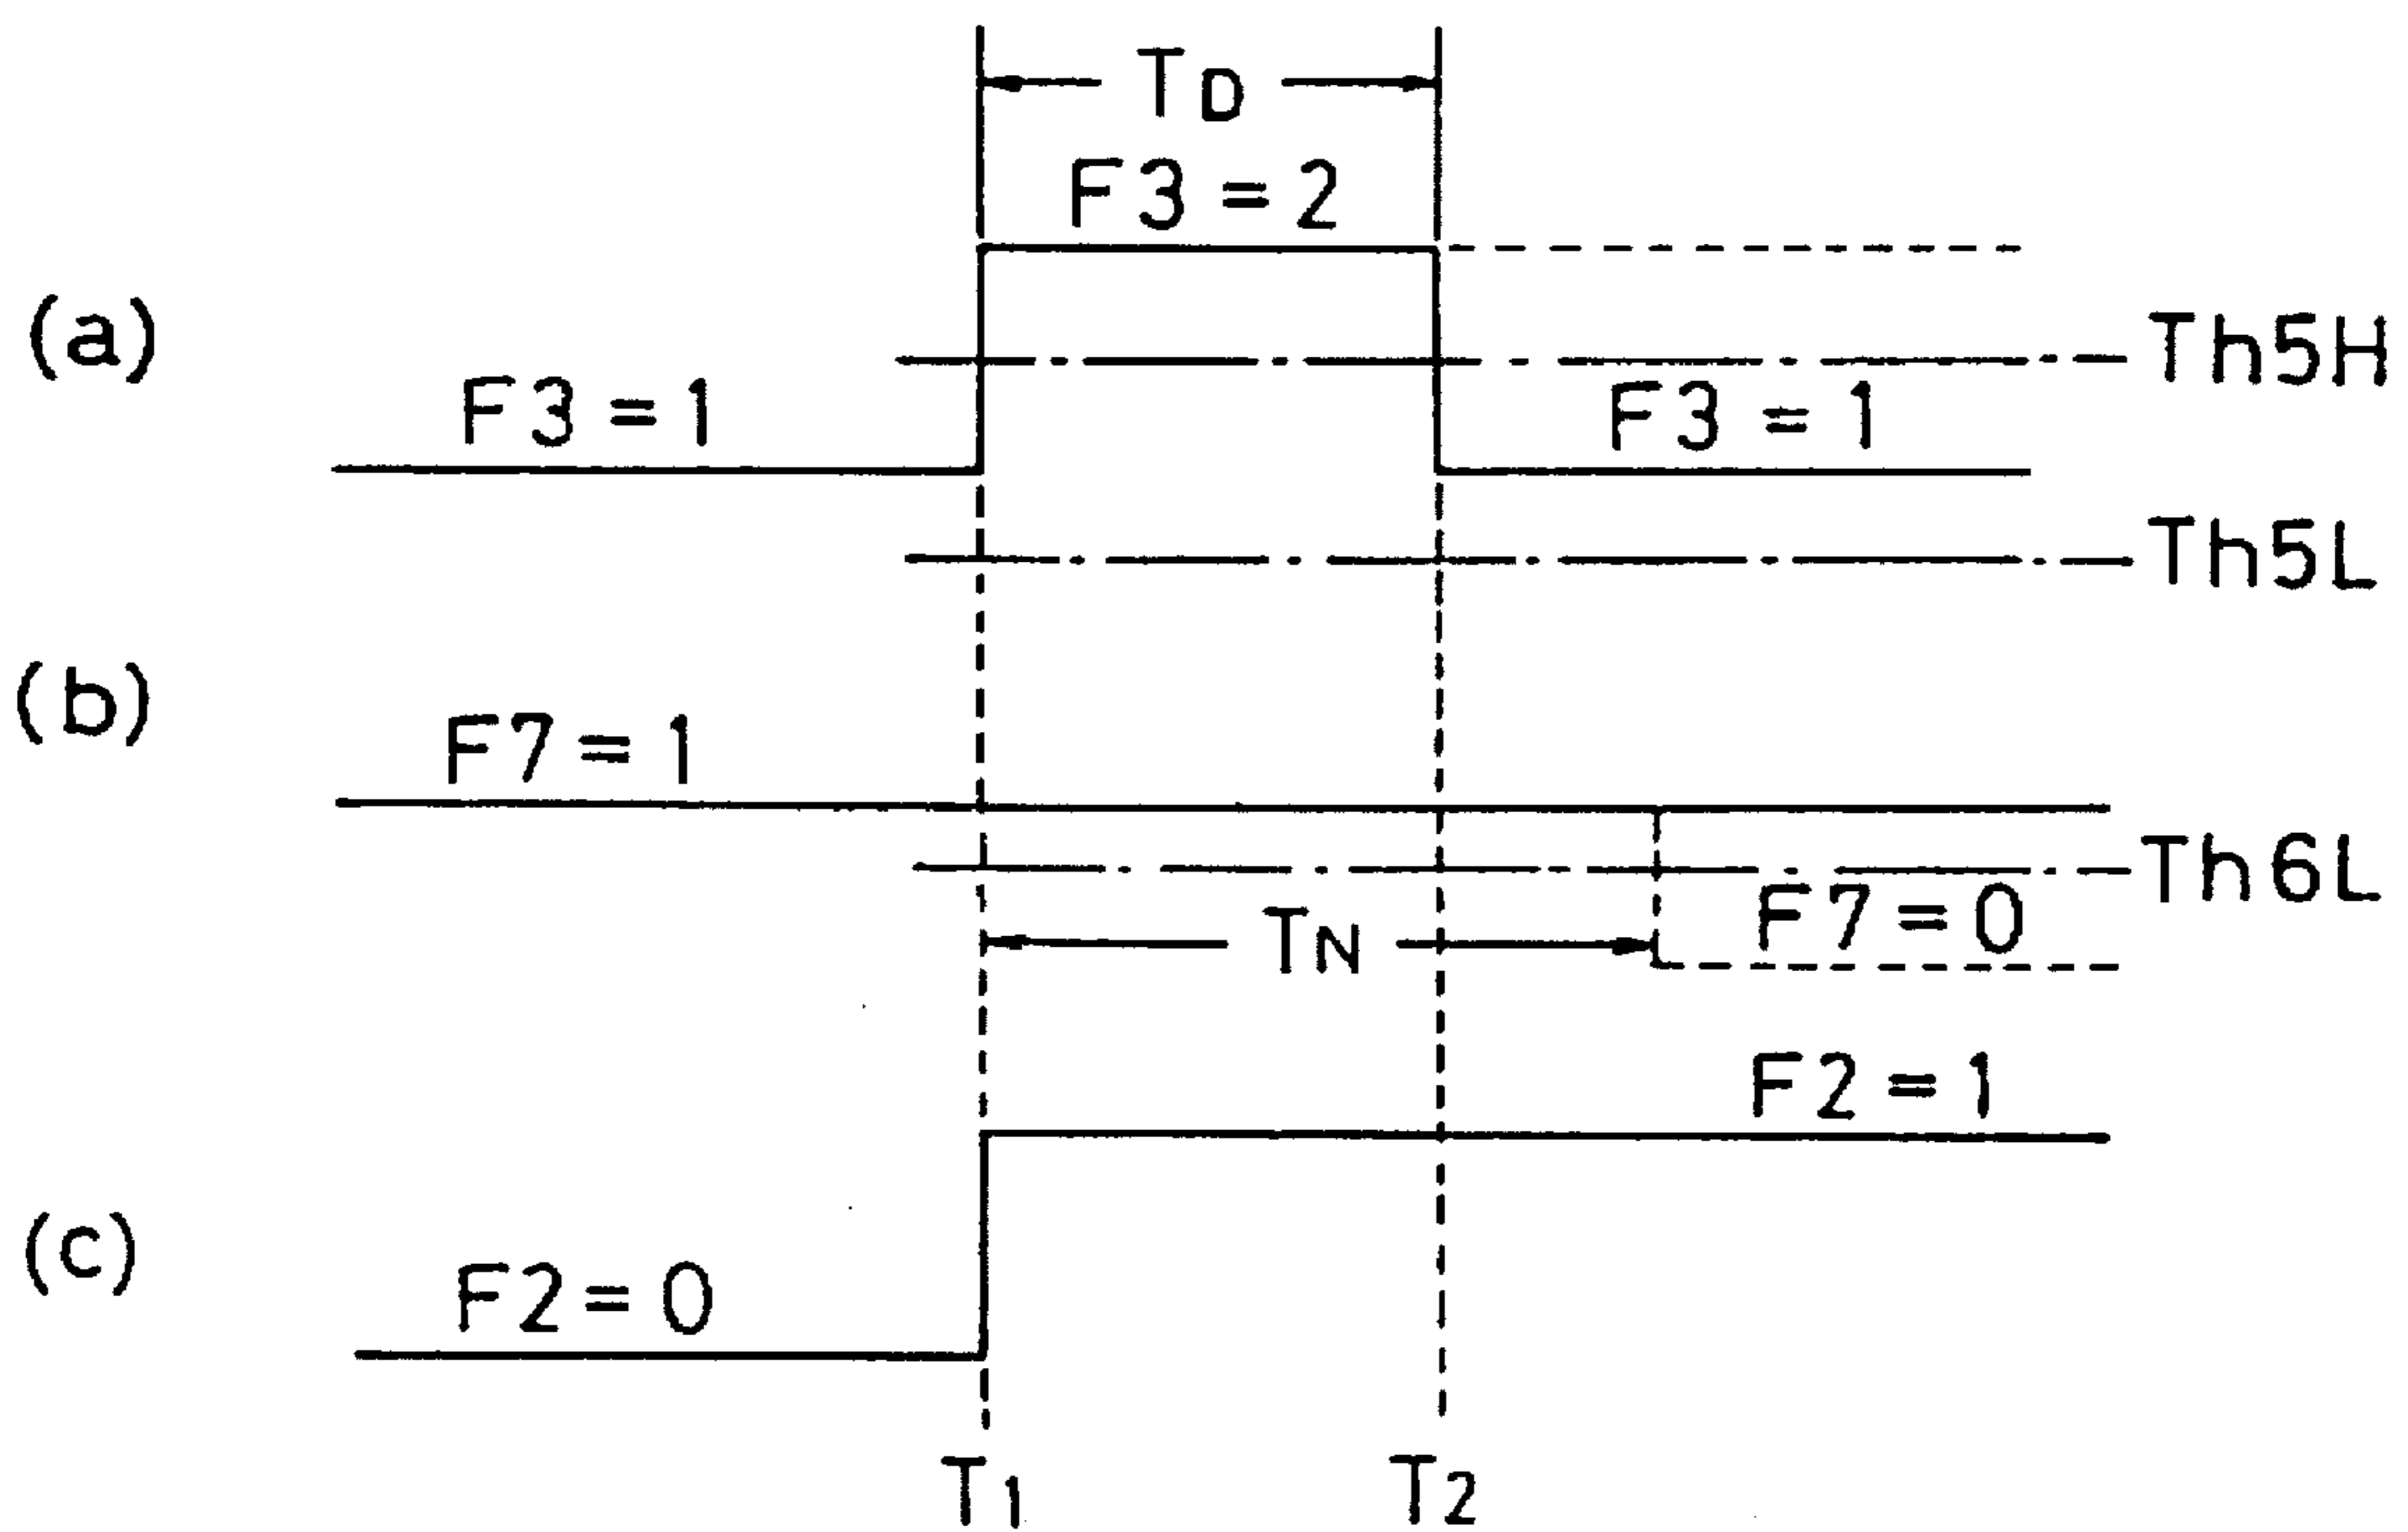 TD
F3=2
(a)
Th5H
F3=1
F3=1
Th5L
(b)
F7=1
Th6L
F7=0
TN
F2=1
(c)
F2=0
T1
T2